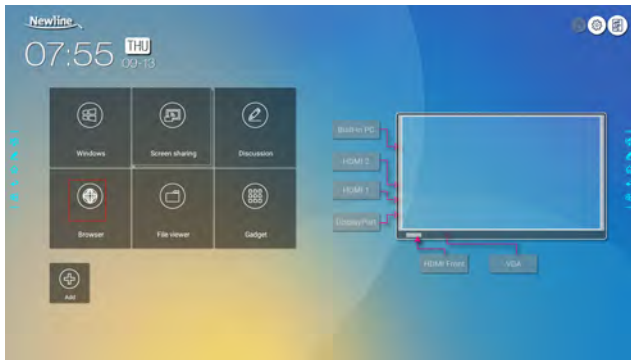 Newline
07:55 THU
09-13
Windows
Screen sharing
Discussion
Browser
File viewer
Gadget
Add
Built-in PC
HDMI 2
HDMI 1
DisplayPort
HDMI Front
VGA